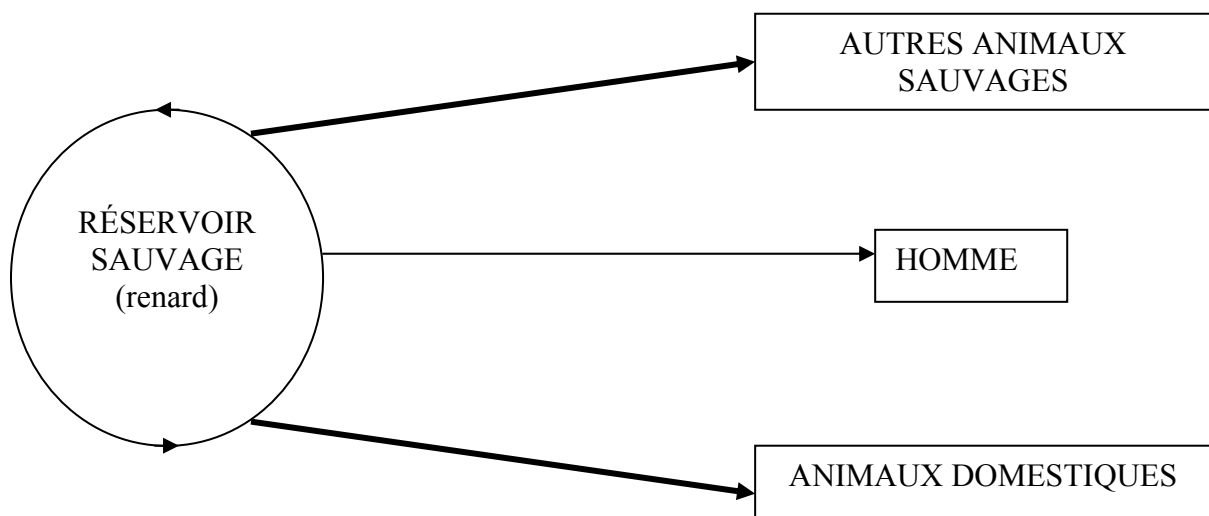 AUTRES ANIMAUX
SAUVAGES
RÉSERVOIR
SAUVAGE
(renard)
HOMME
ANIMAUX DOMESTIQUES